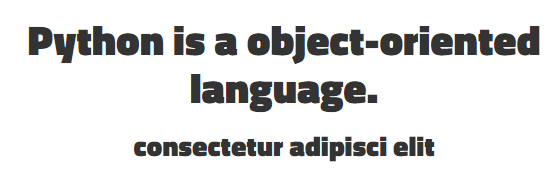 Python is a object-oriented
language.
consectetur adipisci elit